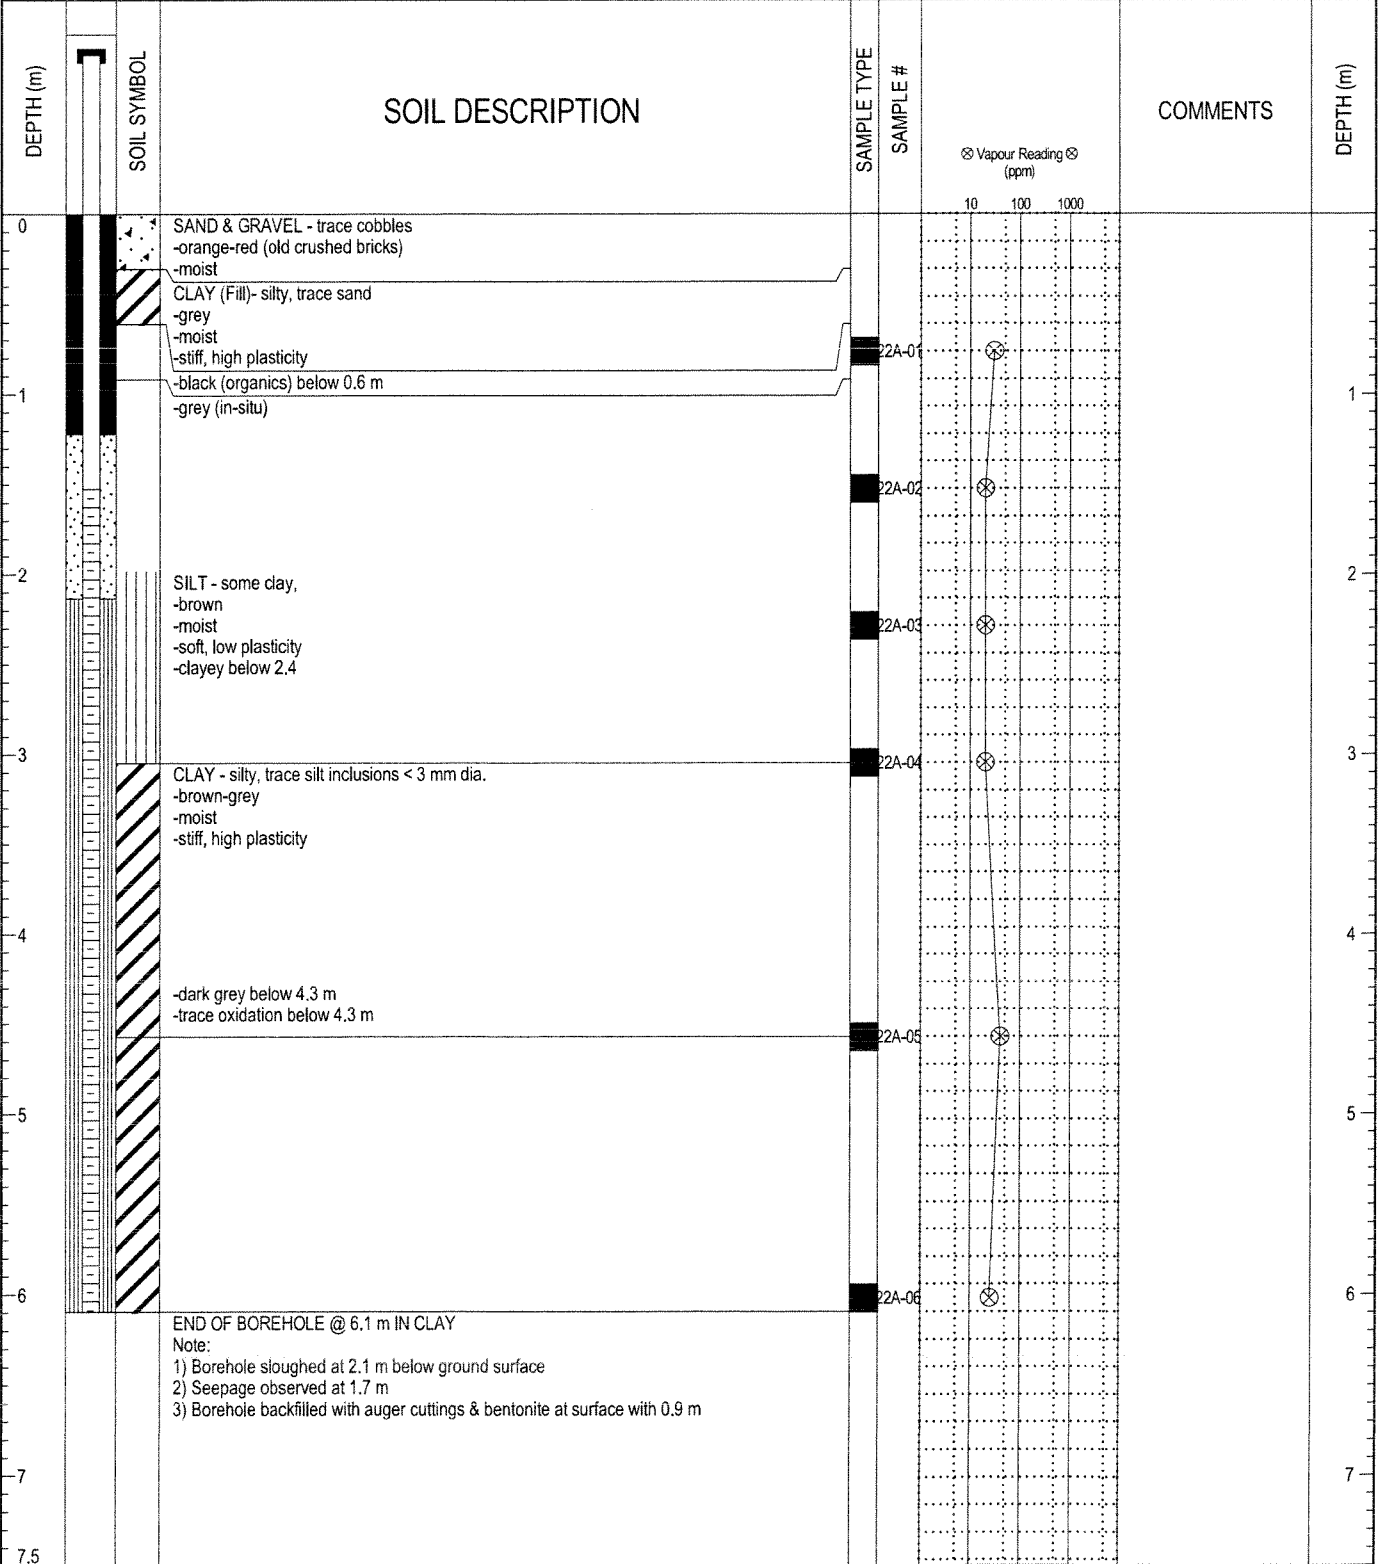 DEPTH (m)
SOIL SYMBOL
SOIL DESCRIPTION
SAMPLE TYPE
SAMPLE #
⊗ Vapour Reading ⊗
(ppm)
10 100 1000
COMMENTS
DEPTH (m)
0
SAND & GRAVEL - trace cobbles
-orange-red (old crushed bricks)
-moist
CLAY (Fill)- silty, trace sand
-grey
-moist
-stiff, high plasticity
22A-01
-black (organics) below 0.6 m
1
-grey (in-situ)
1
22A-02
2
SILT - some clay,
-brown
-moist
-soft, low plasticity
-clayey below 2.4
2
22A-03
3
CLAY - silty, trace silt inclusions < 3 mm dia.
-brown-grey
-moist
-stiff, high plasticity
22A-04
3
4
4
-dark grey below 4.3 m
-trace oxidation below 4.3 m
22A-05
5
5
6
22A-06
6
END OF BOREHOLE @ 6.1 m IN CLAY
Note:
1) Borehole sloughed at 2.1 m below ground surface
2) Seepage observed at 1.7 m
3) Borehole backfilled with auger cuttings & bentonite at surface with 0.9 m
7
7
7.5